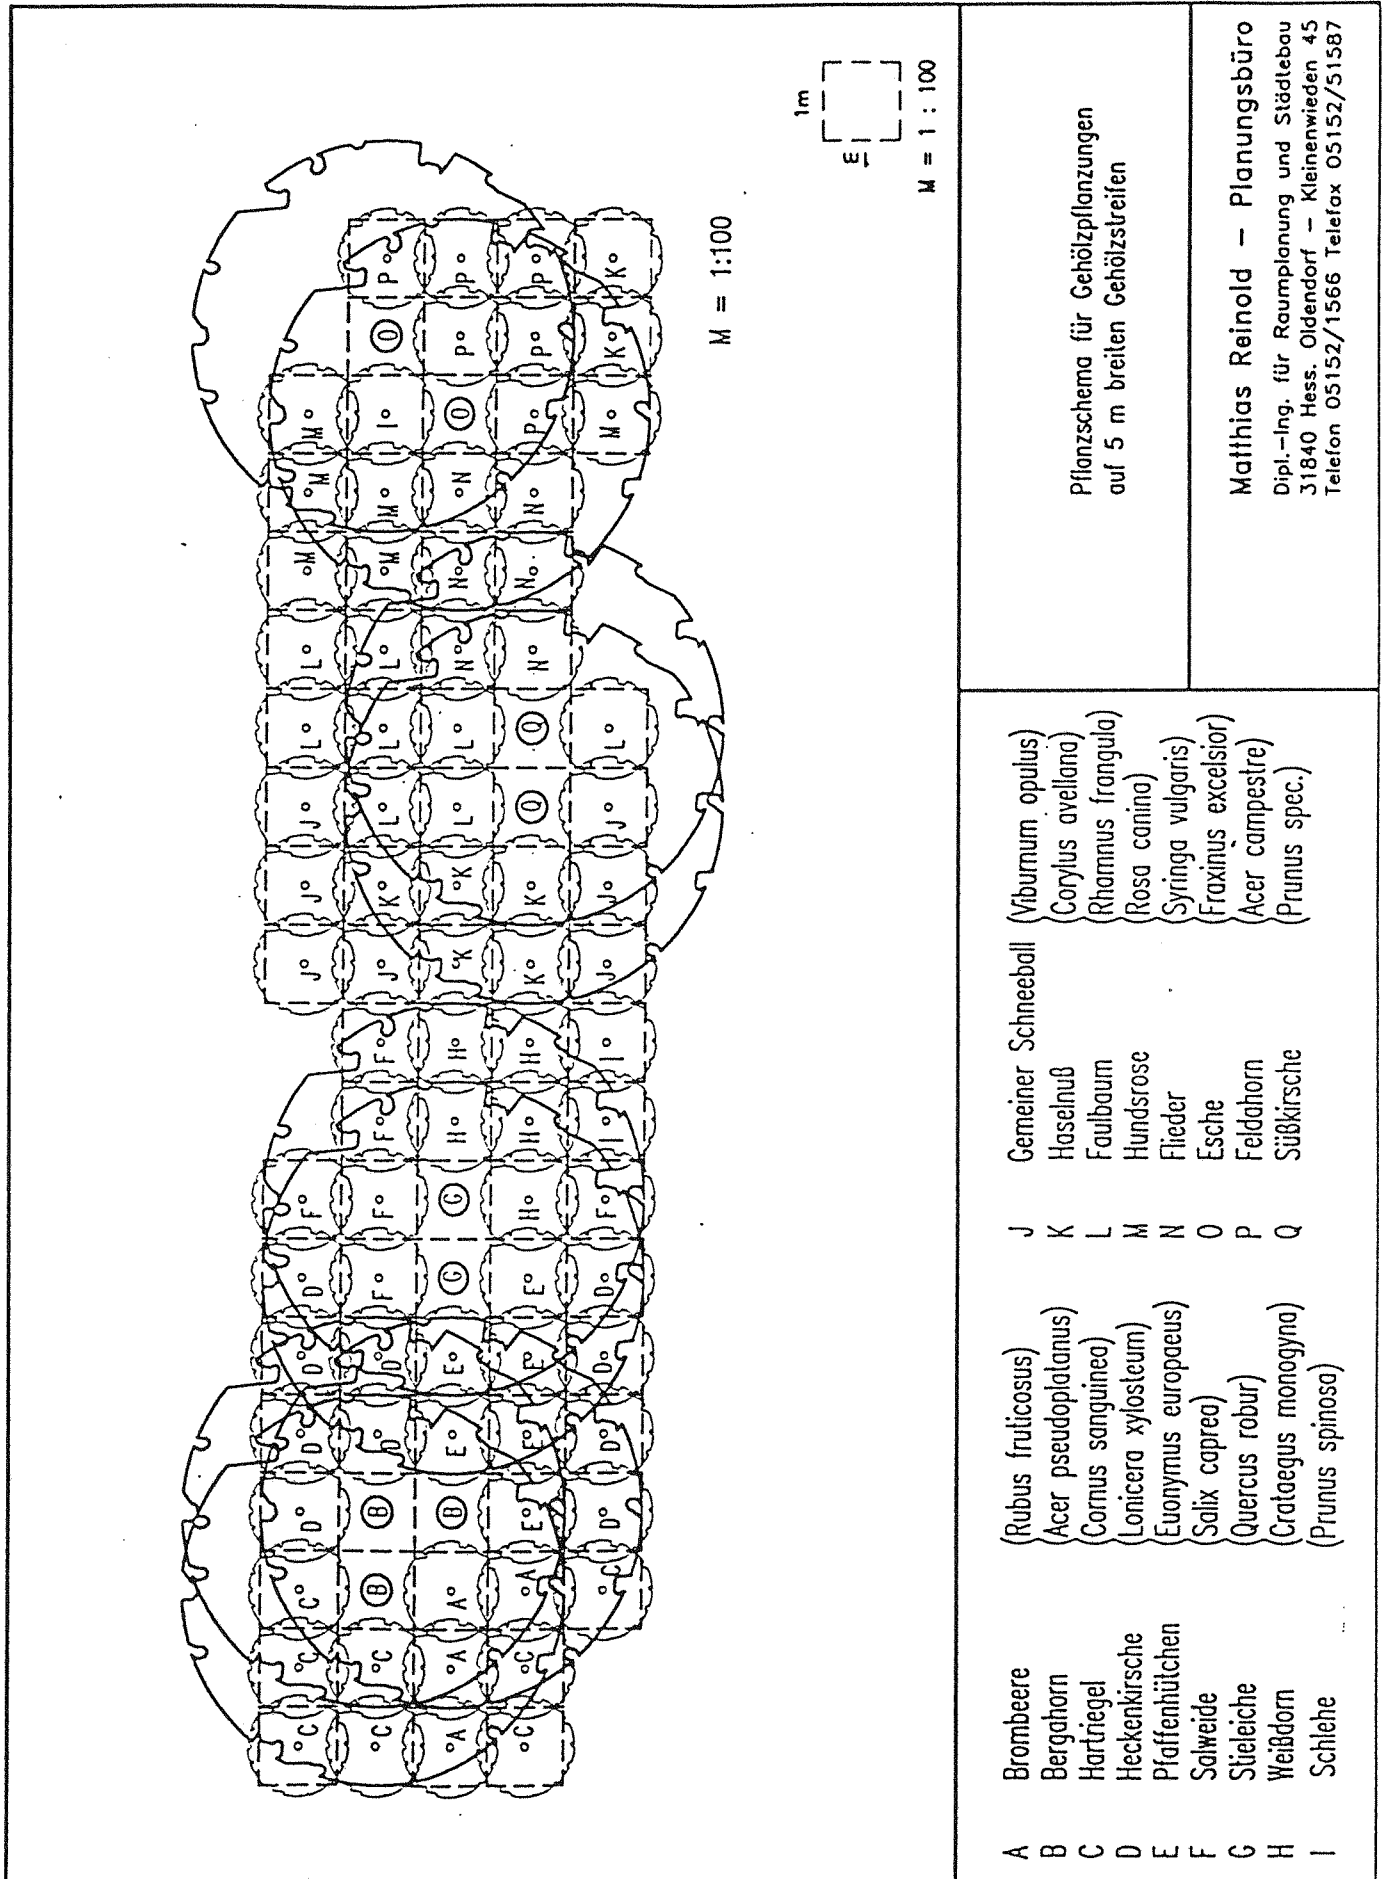 C C C D D D D F J J J L L M M M
C C B B D D F F F F J K L L L M M I O P
A A A B E E G G H H K K L L N N N O P P
C C A E E E E H H H K K Q Q N N N P P P
C D D D D F I I J J J L M K K
M = 1:100
1m
1m
M = 1 : 100
A Brombeere (Rubus fruticosus)
B Bergahorn (Acer pseudoplatanus)
C Hartriegel (Cornus sanguinea)
D Heckenkirsche (Lonicera xylosteum)
E Pfaffenhütchen (Euonymus europaeus)
F Salweide (Salix caprea)
G Stieleiche (Quercus robur)
H Weißdorn (Crataegus monogyna)
I Schlehe (Prunus spinosa)
J Gemeiner Schneeball (Viburnum opulus)
K Haselnuß (Corylus avellana)
L Faulbaum (Rhamnus frangula)
M Hundsrose (Rosa canina)
N Flieder (Syringa vulgaris)
O Esche (Fraxinus excelsior)
P Feldahorn (Acer campestre)
Q Süßkirsche (Prunus spec.)
Pflanzschema für Gehölzpflanzungen
auf 5 m breiten Gehölzstreifen
Matthias Reinold – Planungsbüro
Dipl.-Ing. für Raumplanung und Städtebau
31840 Hess. Oldendorf – Kleinenwieden 45
Telefon 05152/1566 Telefax 05152/51587